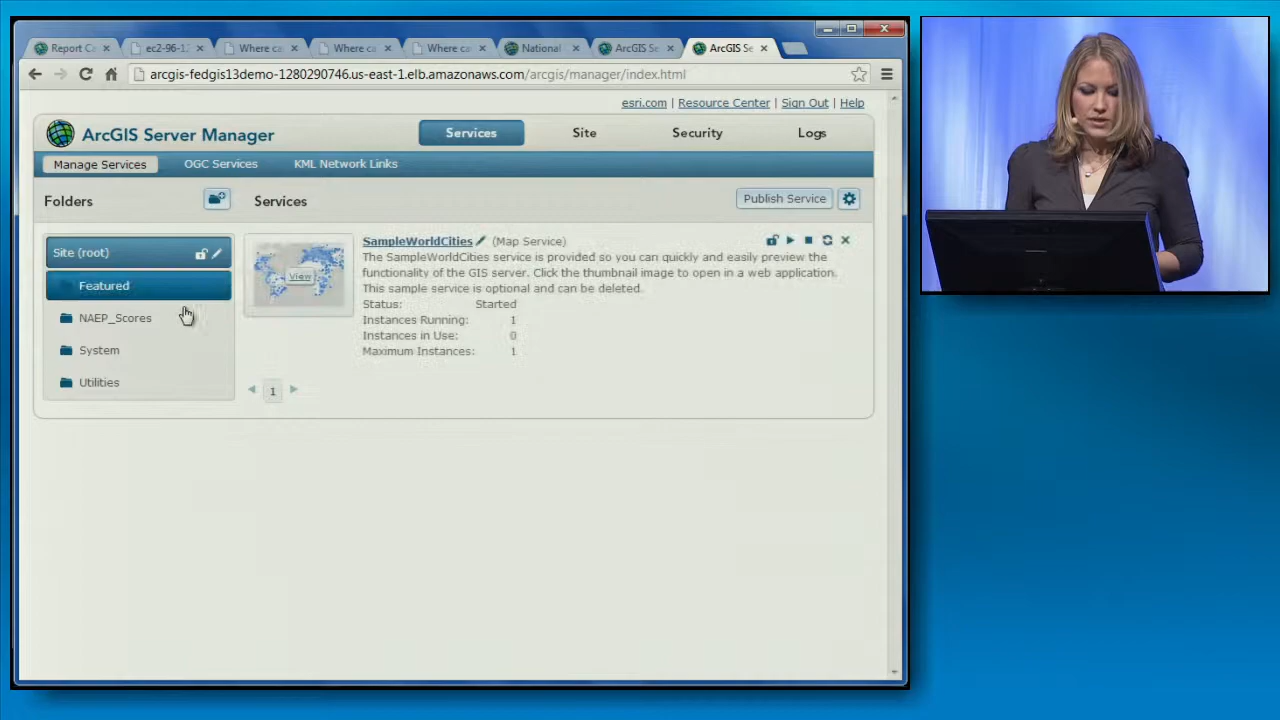 Report Ca
ec2-96-1
Where ca
Where ca
Where ca
National
ArcGIS Se
ArcGIS Se
arcgis-fedgis13demo-1280290746.us-east-1.elb.amazonaws.com/arcgis/manager/index.html
esri.com | Resource Center | Sign Out | Help
ArcGIS Server Manager
Services
Site
Security
Logs
Manage Services
OGC Services
KML Network Links
Folders
Services
Publish Service
Site (root)
Featured
NAEP_Scores
System
Utilities
View
SampleWorldCities (Map Service)
The SampleWorldCities service is provided so you can quickly and easily preview the
functionality of the GIS server. Click the thumbnail image to open in a web application.
This sample service is optional and can be deleted.
Status: Started
Instances Running: 1
Instances in Use: 0
Maximum Instances: 1
1